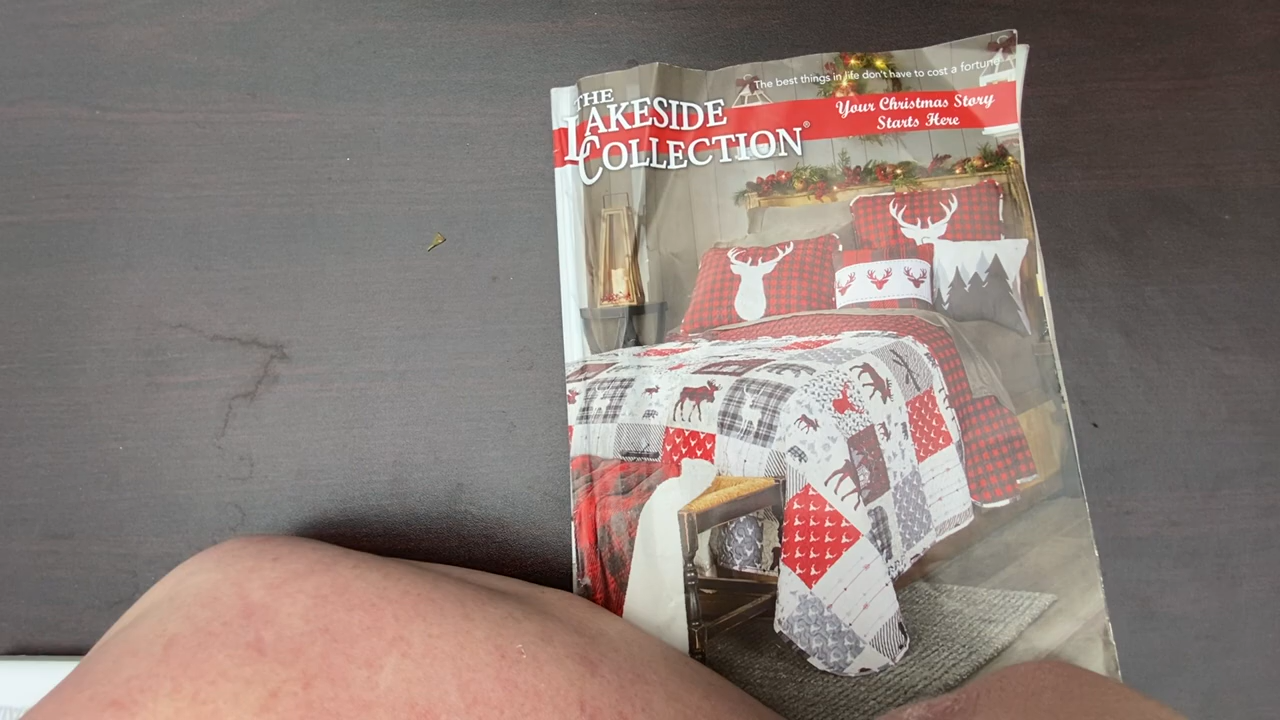 The best things in life don't have to cost a fortune
THE
LAKESIDE
COLLECTION®
Your Christmas Story
Starts Here